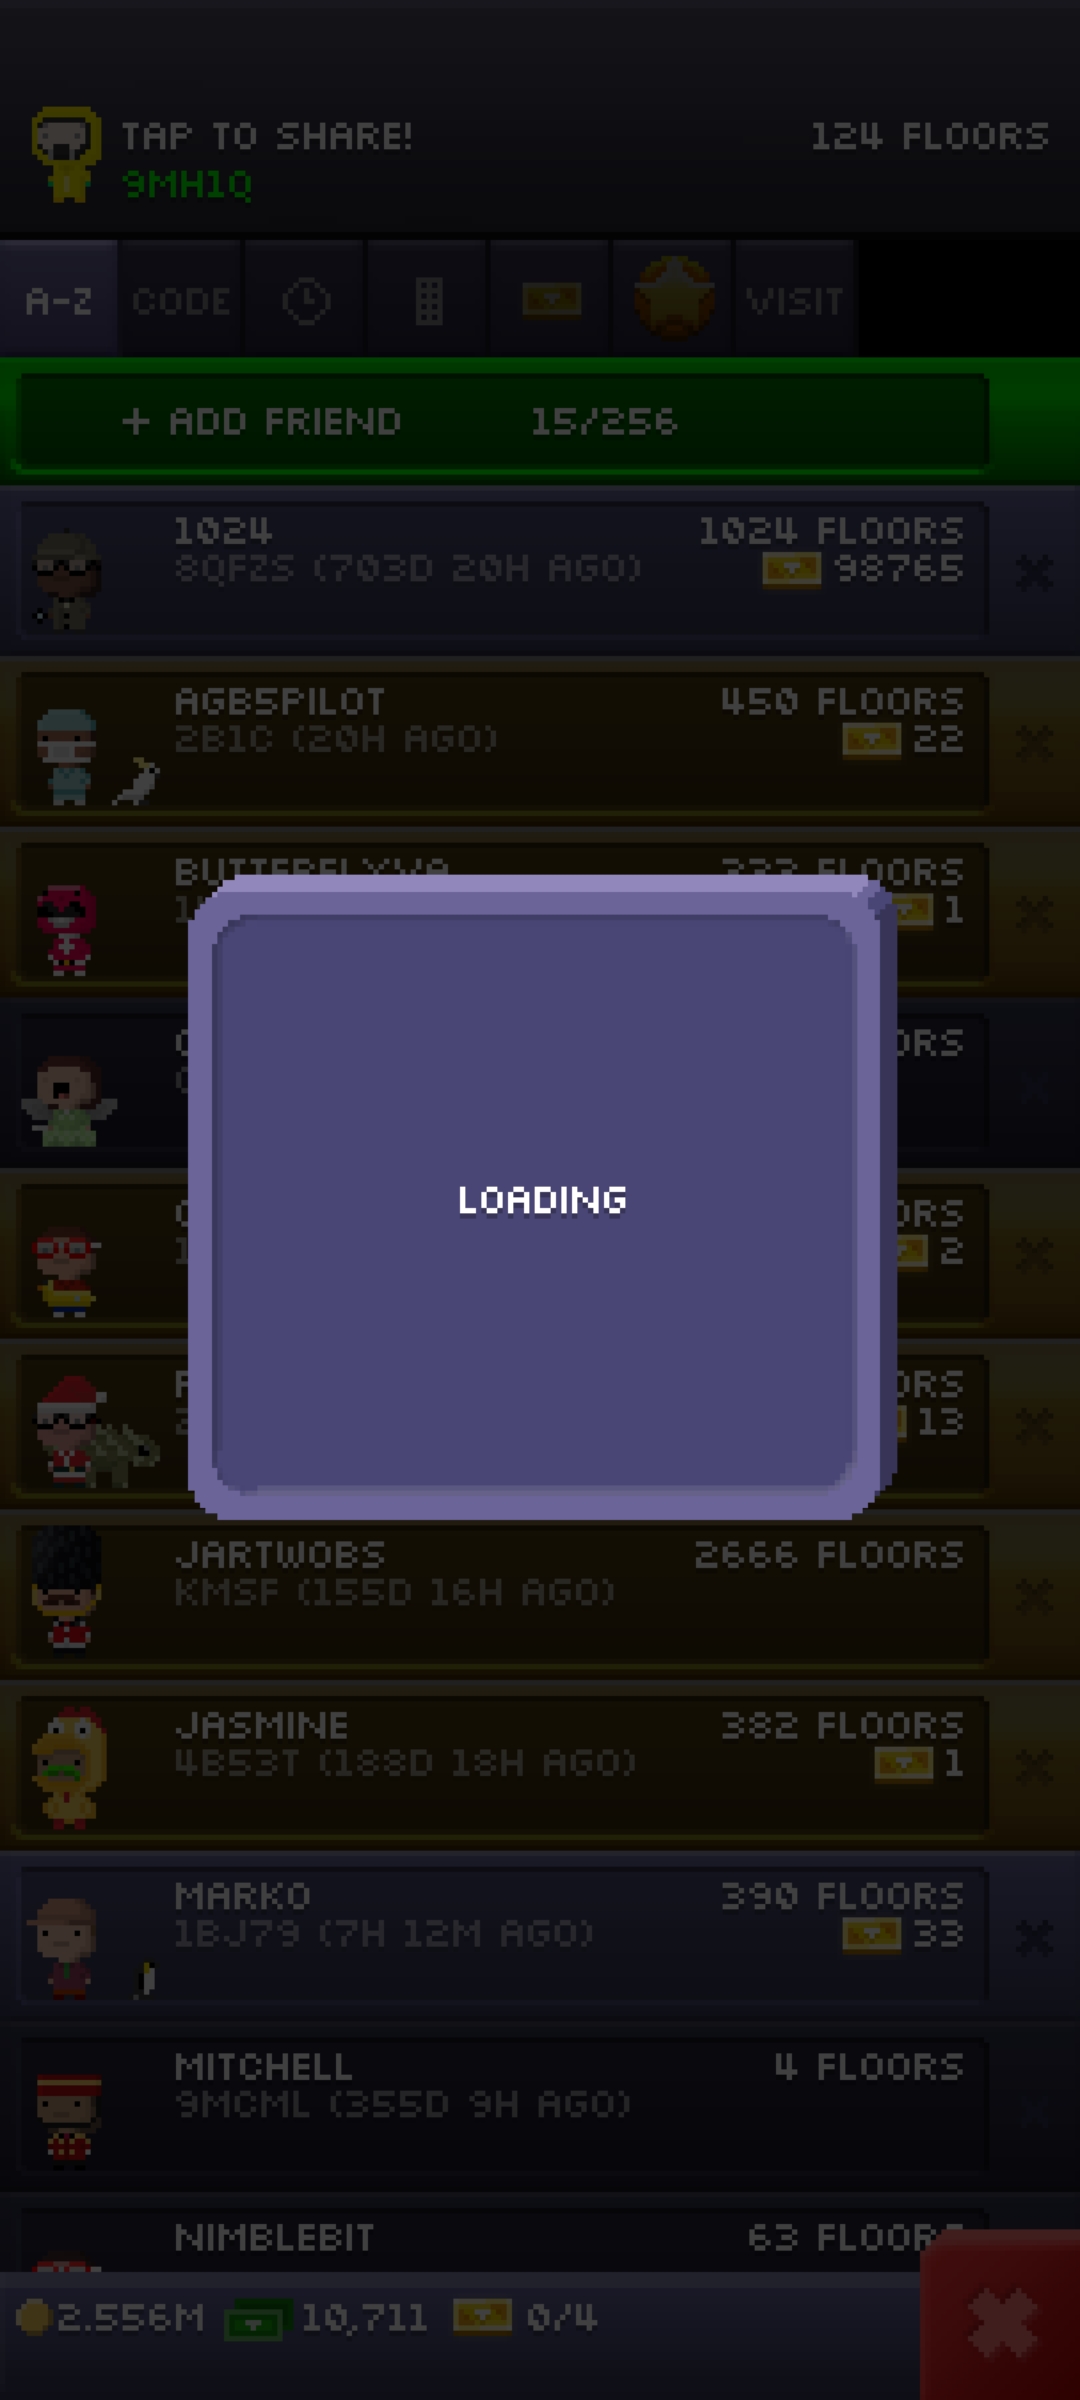 TAP TO SHARE!
124 FLOORS
9MH1Q
A-Z
CODE
VISIT
+ ADD FRIEND
15/256
1024
1024 FLOORS
8QFZS (703D 20H AGO)
98765
AGB5PILOT
450 FLOORS
2B1C (20H AGO)
22
FLOORS
1
LOADING
2
13
JARTWOBS
2666 FLOORS
KMSF (155D 16H AGO)
JASMINE
382 FLOORS
4B53T (188D 18H AGO)
1
MARKO
390 FLOORS
1BJ79 (7H 12M AGO)
33
MITCHELL
4 FLOORS
9MCML (355D 9H AGO)
NIMBLEBIT
63 FLOORS
2.556M
10,711
0/4